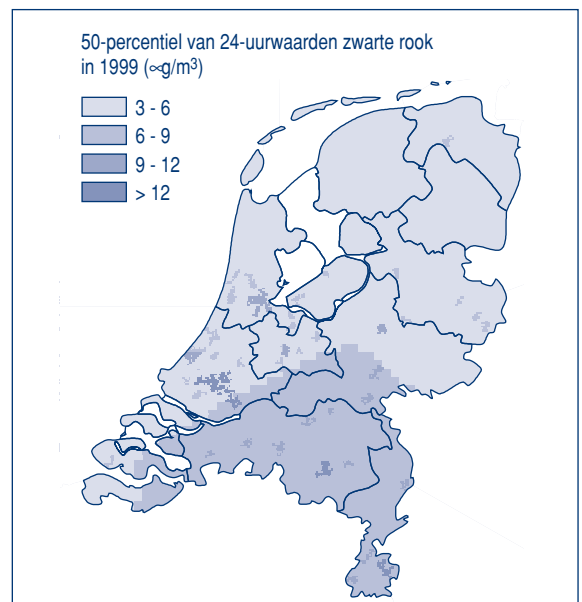 50-percentiel van 24-uurwaarden zwarte rook
in 1999 (∝g/m³)
3 - 6
6 - 9
9 - 12
> 12